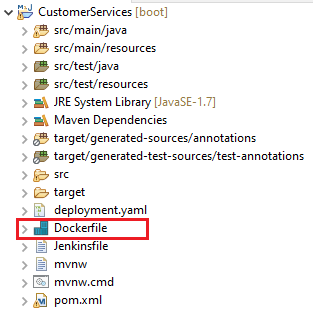 CustomerServices [boot]
src/main/java
src/main/resources
src/test/java
src/test/resources
JRE System Library [JavaSE-1.7]
Maven Dependencies
target/generated-sources/annotations
target/generated-test-sources/test-annotations
src
target
deployment.yaml
Dockerfile
Jenkinsfile
mvnw
mvnw.cmd
pom.xml